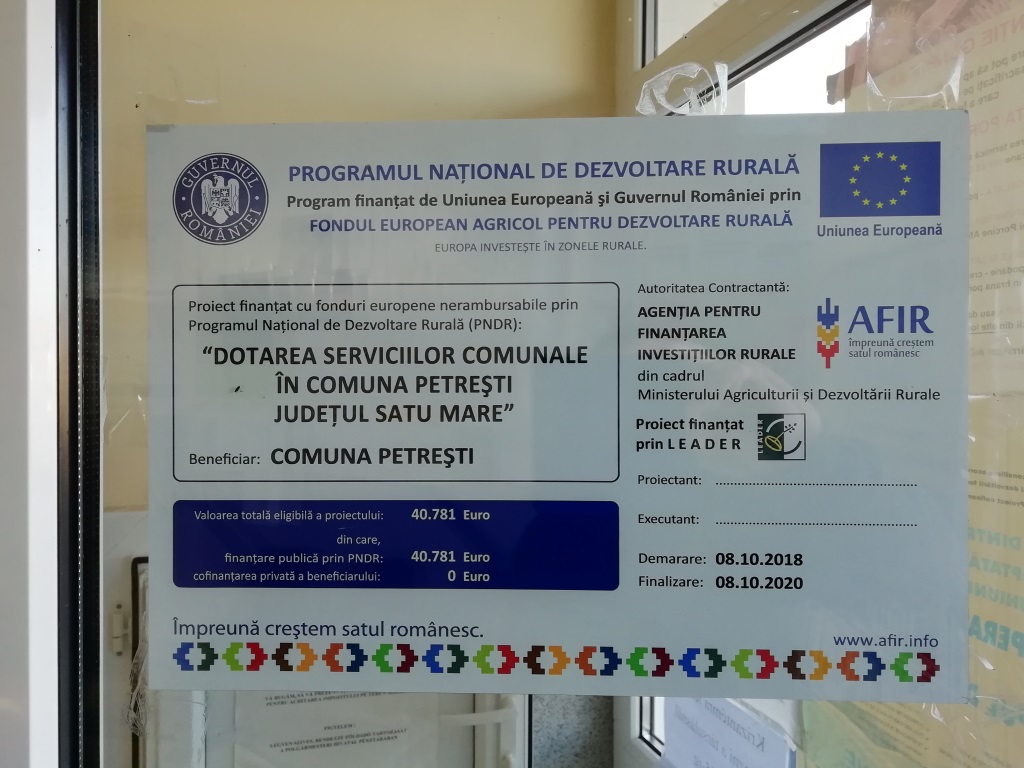 GUVERNUL ROMÂNIEI
PROGRAMUL NAȚIONAL DE DEZVOLTARE RURALĂ
Program finanțat de Uniunea Europeană şi Guvernul României prin
FONDUL EUROPEAN AGRICOL PENTRU DEZVOLTARE RURALĂ
EUROPA INVESTEȘTE ÎN ZONELE RURALE.
Uniunea Europeană
Proiect finanțat cu fonduri europene nerambursabile prin
Programul Național de Dezvoltare Rurală (PNDR):
“DOTAREA SERVICIILOR COMUNALE
ÎN COMUNA PETREŞTI
JUDEȚUL SATU MARE”
Beneficiar: COMUNA PETREŞTI
Valoarea totală eligibilă a proiectului: 40.781 Euro
din care,
finanțare publică prin PNDR: 40.781 Euro
cofinanțarea privată a beneficiarului: 0 Euro
Autoritatea Contractantă:
AGENȚIA PENTRU
FINANȚAREA
INVESTIȚIILOR RURALE
din cadrul
Ministerului Agriculturii și Dezvoltării Rurale
AFIR
împreună creștem
satul românesc
Proiect finanțat
prin L E A D E R
LEADER
Proiectant: ......................................................
Executant: ......................................................
Demarare: 08.10.2018
Finalizare: 08.10.2020
Împreună creştem satul românesc.
www.afir.info